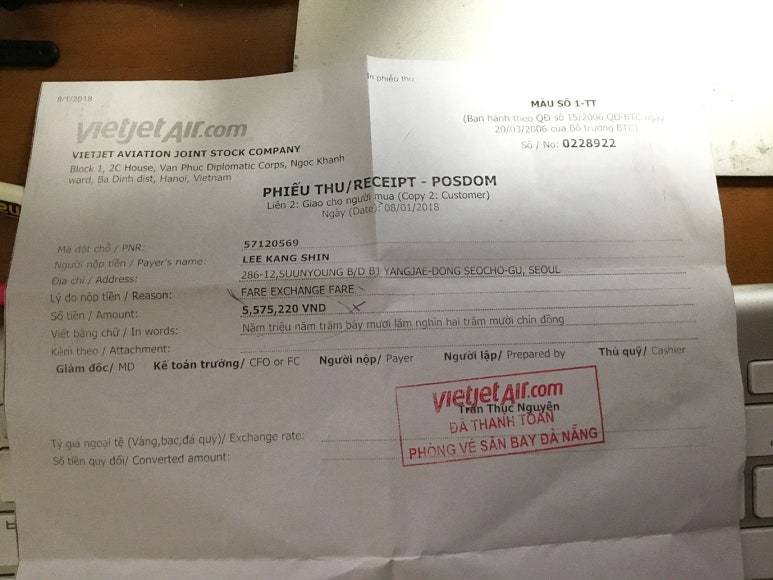 In phiếu thu
8/1/2018
vietjetAir.com
VIETJET AVIATION JOINT STOCK COMPANY
Block 1, 2C House, Van Phuc Diplomatic Corps, Ngoc Khanh
ward, Ba Dinh dist, Hanoi, Vietnam
MẪU SỐ 1-TT
(Ban hành theo QĐ số 15/2006 QĐ-BTC ngày
20/03/2006 của Bộ trưởng BTC)
Số / No: 0228922
PHIẾU THU/RECEIPT - POSDOM
Liên 2: Giao cho người mua (Copy 2: Customer)
Ngày (Date): 08/01/2018
Mã đặt chỗ / PNR: 57120569
Người nộp tiền / Payer's name: LEE KANG SHIN
Địa chỉ / Address: 286-12,SUUNYOUNG B/D B1 YANGJAE-DONG SEOCHO-GU, SEOUL
Lý do nộp tiền / Reason: FARE EXCHANGE FARE
Số tiền / Amount: 5,575,220 VND
Viết bằng chữ / In words: Năm triệu năm trăm bảy mươi lăm nghìn hai trăm mười chín đồng
Kèm theo / Attachment:
Giám đốc/ MD Kế toán trưởng/ CFO or FC Người nộp/ Payer Người lập/ Prepared by Thủ quỹ/ Cashier
vietjetAir.com
Trần Thục Nguyên
ĐÃ THANH TOÁN
PHÒNG VÉ SÂN BAY ĐÀ NẴNG
Tỷ giá ngoại tệ (Vàng,bạc,đá quý)/ Exchange rate:
Số tiền quy đổi/ Converted amount: